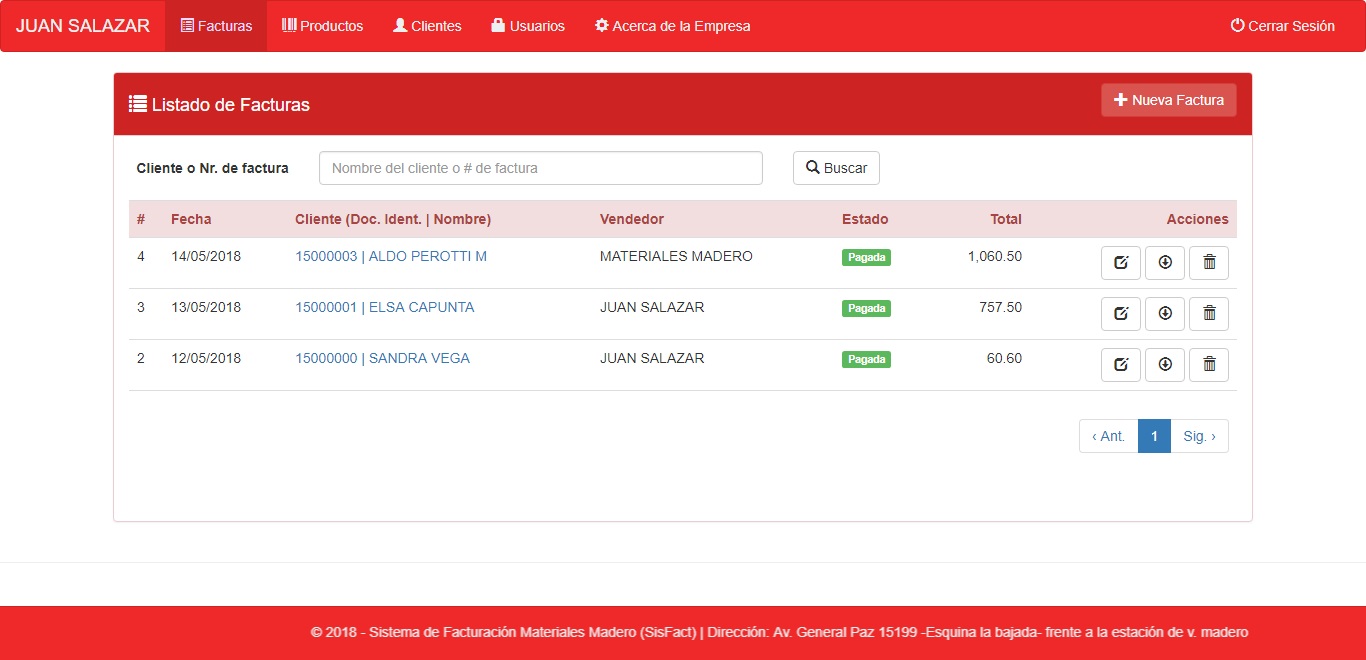 JUAN SALAZAR Facturas Productos Clientes Usuarios Acerca de la Empresa Cerrar Sesión
Listado de Facturas Nueva Factura
Cliente o Nr. de factura Nombre del cliente o # de factura Buscar
# Fecha Cliente (Doc. Ident. | Nombre) Vendedor Estado Total Acciones
4 14/05/2018 15000003 | ALDO PEROTTI M MATERIALES MADERO Pagada 1,060.50
3 13/05/2018 15000001 | ELSA CAPUNTA JUAN SALAZAR Pagada 757.50
2 12/05/2018 15000000 | SANDRA VEGA JUAN SALAZAR Pagada 60.60
‹ Ant. 1 Sig. ›
© 2018 - Sistema de Facturación Materiales Madero (SisFact) | Dirección: Av. General Paz 15199 -Esquina la bajada- frente a la estación de v. madero